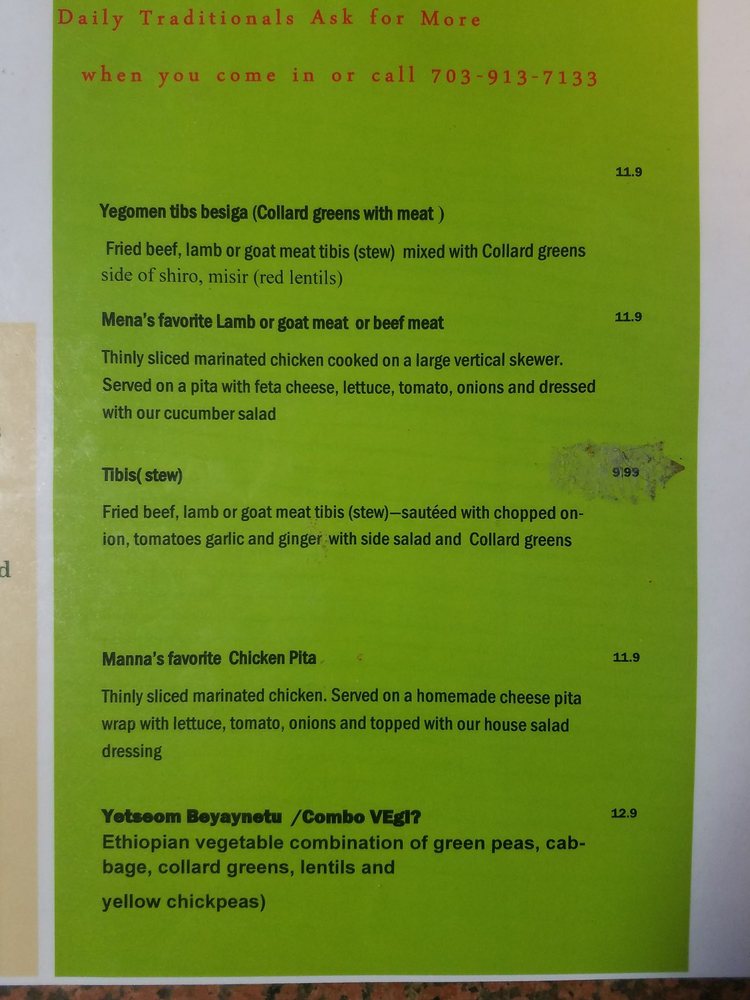 Daily Traditionals Ask for More
when you come in or call 703-913-7133
11.9
Yegomen tibs besiga (Collard greens with meat )
Fried beef, lamb or goat meat tibis (stew) mixed with Collard greens
side of shiro, misir (red lentils)
Mena's favorite Lamb or goat meat or beef meat 11.9
Thinly sliced marinated chicken cooked on a large vertical skewer.
Served on a pita with feta cheese, lettuce, tomato, onions and dressed
with our cucumber salad
Tibis( stew) 9.99
Fried beef, lamb or goat meat tibis (stew)—sautéed with chopped on-
ion, tomatoes garlic and ginger with side salad and Collard greens
d
Manna's favorite Chicken Pita 11.9
Thinly sliced marinated chicken. Served on a homemade cheese pita
wrap with lettuce, tomato, onions and topped with our house salad
dressing
Yetseom Beyaynetu /Combo VEgI? 12.9
Ethiopian vegetable combination of green peas, cab-
bage, collard greens, lentils and
yellow chickpeas)